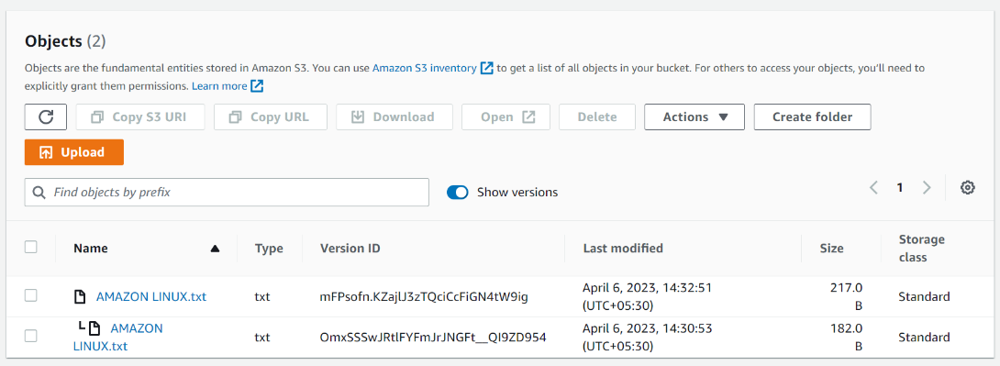 Objects (2)
Objects are the fundamental entities stored in Amazon S3. You can use Amazon S3 inventory to get a list of all objects in your bucket. For others to access your objects, you'll need to
explicitly grant them permissions. Learn more
Copy S3 URI Copy URL Download Open Delete Actions Create folder
Upload
Find objects by prefix Show versions 1
Name Type Version ID Last modified Size Storage class
AMAZON LINUX.txt txt mFPsofn.KZajlJ3zTQciCcFiGN4tW9ig April 6, 2023, 14:32:51 (UTC+05:30) 217.0 B Standard
AMAZON LINUX.txt txt OmxSSSwJRtlFYFmJrJNGFt__QI9ZD954 April 6, 2023, 14:30:53 (UTC+05:30) 182.0 B Standard